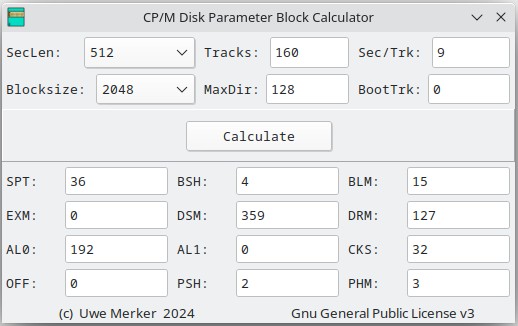 CP/M Disk Parameter Block Calculator
SecLen: 512 Tracks: 160 Sec/Trk: 9
Blocksize: 2048 MaxDir: 128 BootTrk: 0
Calculate
SPT: 36 BSH: 4 BLM: 15
EXM: 0 DSM: 359 DRM: 127
AL0: 192 AL1: 0 CKS: 32
OFF: 0 PSH: 2 PHM: 3
(c) Uwe Merker 2024 Gnu General Public License v3